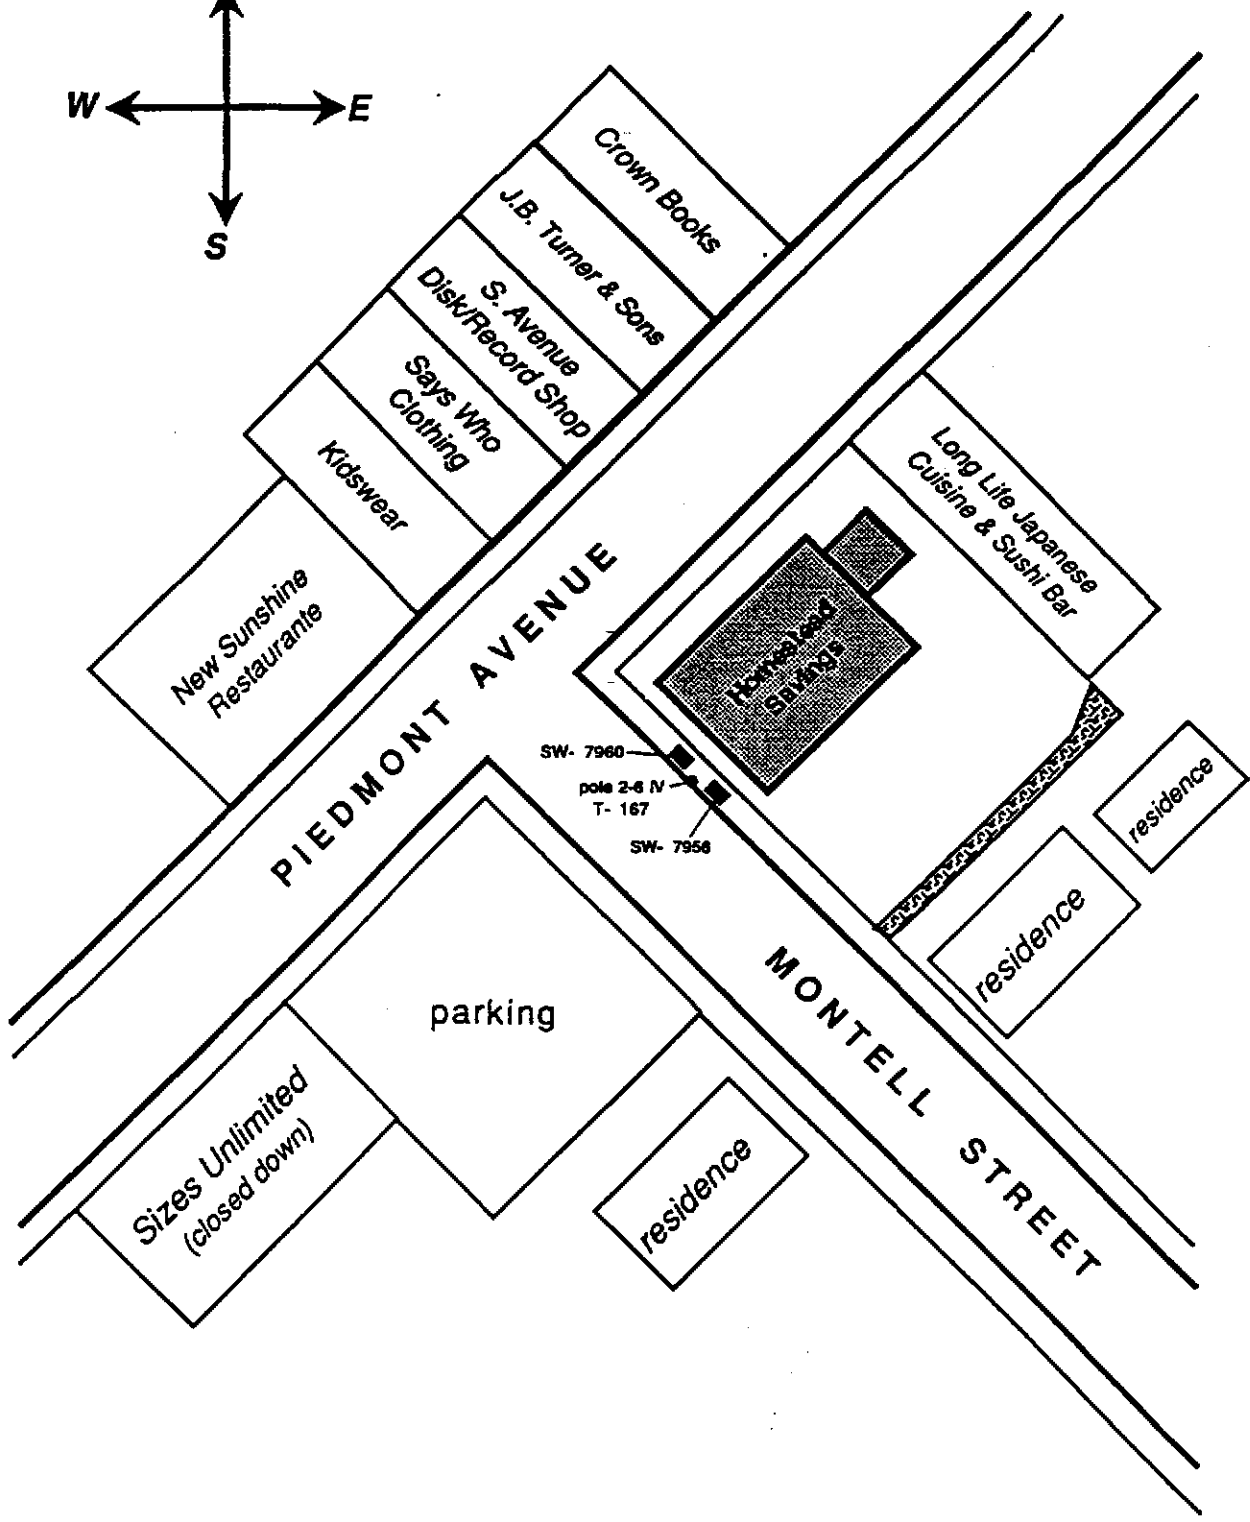 W E
S
Crown Books
J.B. Turner & Sons
S. Avenue
Disk/Record Shop
Says Who
Clothing
Kidswear
New Sunshine
Restaurante
Long Life Japanese
Cuisine & Sushi Bar
Homestead
Savings
PIEDMONT AVENUE
SW- 7960
pole 2-6 IV
T- 167
SW- 7956
residence
residence
MONTELL STREET
parking
Sizes Unlimited
(closed down)
residence